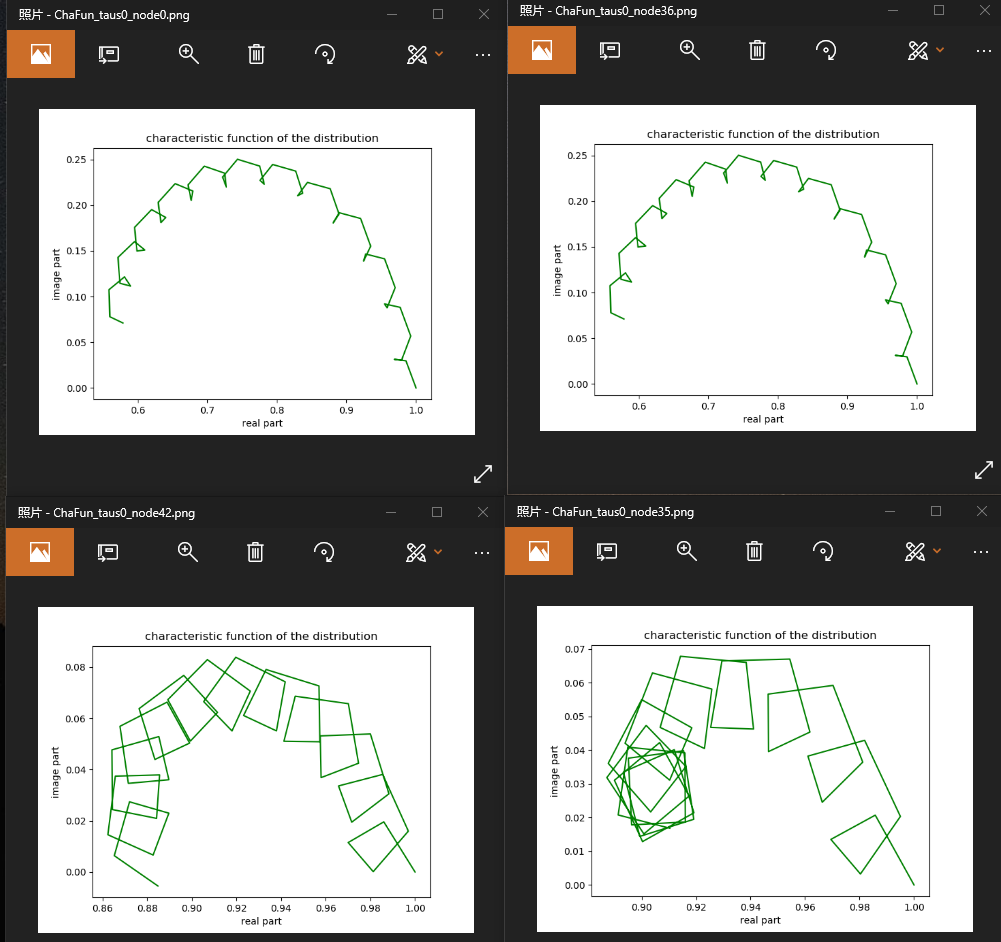 照片 - ChaFun_taus0_node0.png
characteristic function of the distribution
image part
0.25
0.20
0.15
0.10
0.05
0.00
0.6 0.7 0.8 0.9 1.0
real part
照片 - ChaFun_taus0_node36.png
characteristic function of the distribution
image part
0.25
0.20
0.15
0.10
0.05
0.00
0.6 0.7 0.8 0.9 1.0
real part
照片 - ChaFun_taus0_node42.png
characteristic function of the distribution
image part
0.08
0.06
0.04
0.02
0.00
0.86 0.88 0.90 0.92 0.94 0.96 0.98 1.00
real part
照片 - ChaFun_taus0_node35.png
characteristic function of the distribution
image part
0.07
0.06
0.05
0.04
0.03
0.02
0.01
0.00
0.90 0.92 0.94 0.96 0.98 1.00
real part